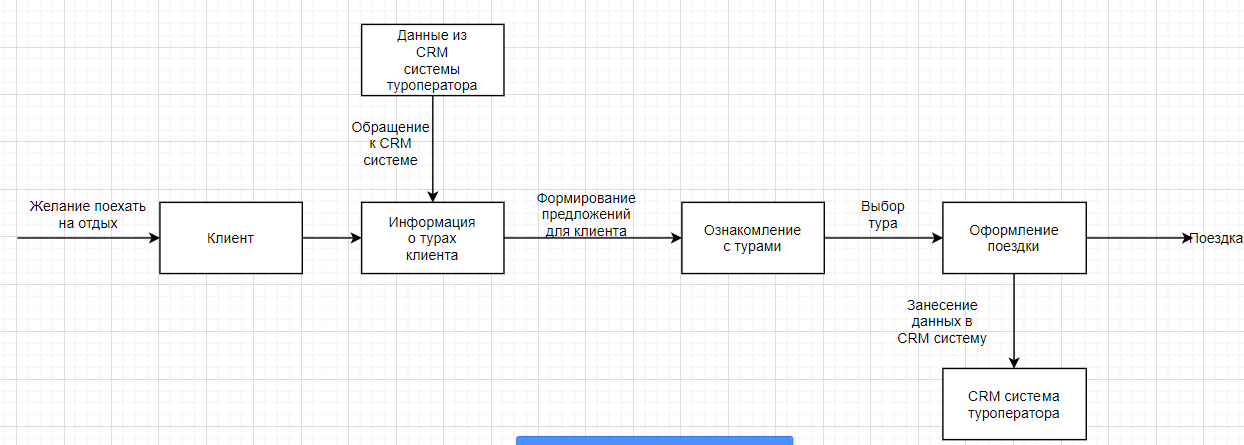 Данные из
CRM
системы
туроператора
Обращение
к CRM
системе
Желание поехать
на отдых
Клиент
Информация
о турах
клиента
Формирование
предложений
для клиента
Ознакомление
с турами
Выбор
тура
Оформление
поездки
Поездка
Занесение
данных в
CRM систему
CRM система
туроператора